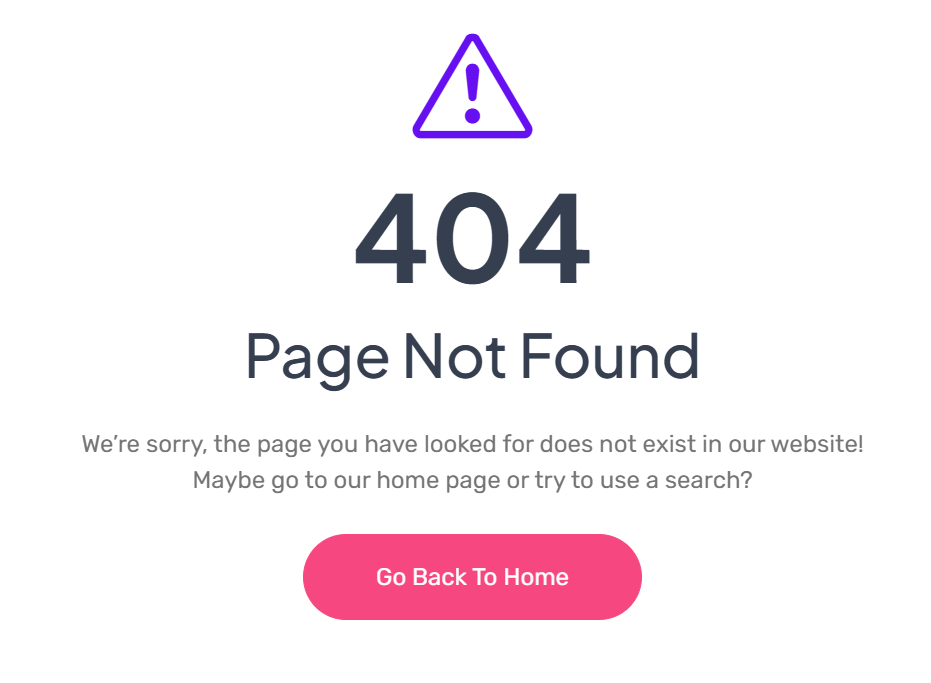 404
Page Not Found
We’re sorry, the page you have looked for does not exist in our website!
Maybe go to our home page or try to use a search?
Go Back To Home